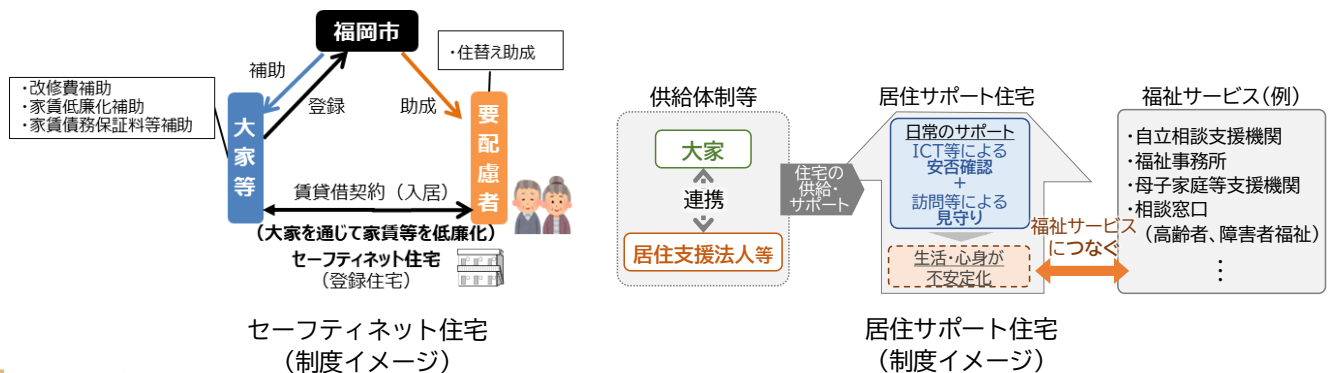 福岡市
・住替え助成
補助
登録
助成
・改修費補助
・家賃低廉化補助
・家賃債務保証料等補助
大家等
要配慮者
賃貸借契約（入居）
（大家を通じて家賃等を低廉化）
セーフティネット住宅
（登録住宅）
セーフティネット住宅
（制度イメージ）
供給体制等
大家
連携
居住支援法人等
住宅の
供給・
サポート
居住サポート住宅
日常のサポート
ICT等による
安否確認
+
訪問等による
見守り
生活・心身が
不安定化
福祉サービス
につなぐ
福祉サービス（例）
・自立相談支援機関
・福祉事務所
・母子家庭等支援機関
・相談窓口
（高齢者、障害者福祉）
⋮
居住サポート住宅
（制度イメージ）